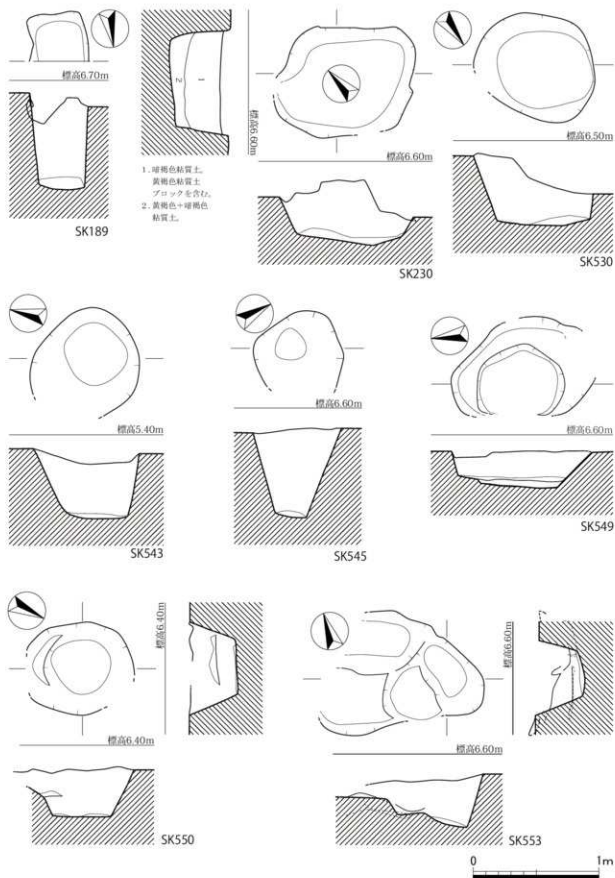 標高6.70m
SK189
標高6.60m
1. 暗褐色粘質土。
黄褐色粘質土
ブロックを含む。
2. 黄褐色+暗褐色
粘質土。
1
2
標高6.60m
SK230
標高6.50m
SK530
標高5.40m
SK543
標高6.60m
SK545
標高6.60m
SK549
標高6.40m
標高6.40m
SK550
標高6.60m
標高6.60m
SK553
0
1m